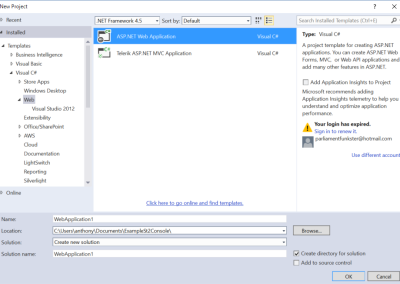 New Project
Recent
.NET Framework 4.5
Sort by:
Default
Search Installed Templates (Ctrl+E)
Installed
Templates
Business Intelligence
Visual Basic
Visual C#
Store Apps
Windows Desktop
Web
Visual Studio 2012
Extensibility
Office/SharePoint
AWS
Cloud
Documentation
LightSwitch
Reporting
Silverlight
Online
ASP.NET Web Application
Visual C#
Telerik ASP.NET MVC Application
Visual C#
Click here to go online and find templates.
Type: Visual C#
A project template for creating ASP.NET
applications. You can create ASP.NET Web
Forms, MVC, or Web API applications and
add many other features in ASP.NET.
Add Application Insights to Project
Microsoft recommends adding
Application Insights telemetry to help you
understand and optimize application
performance.
Your login has expired.
Sign in to renew it.
parliamentfunkster@hotmail.com
Use different account
Name:
WebApplication1
Location:
C:\Users\anthony\Documents\ExampleSt2Console\
Browse...
Solution:
Create new solution
Solution name:
WebApplication1
Create directory for solution
Add to source control
OK
Cancel